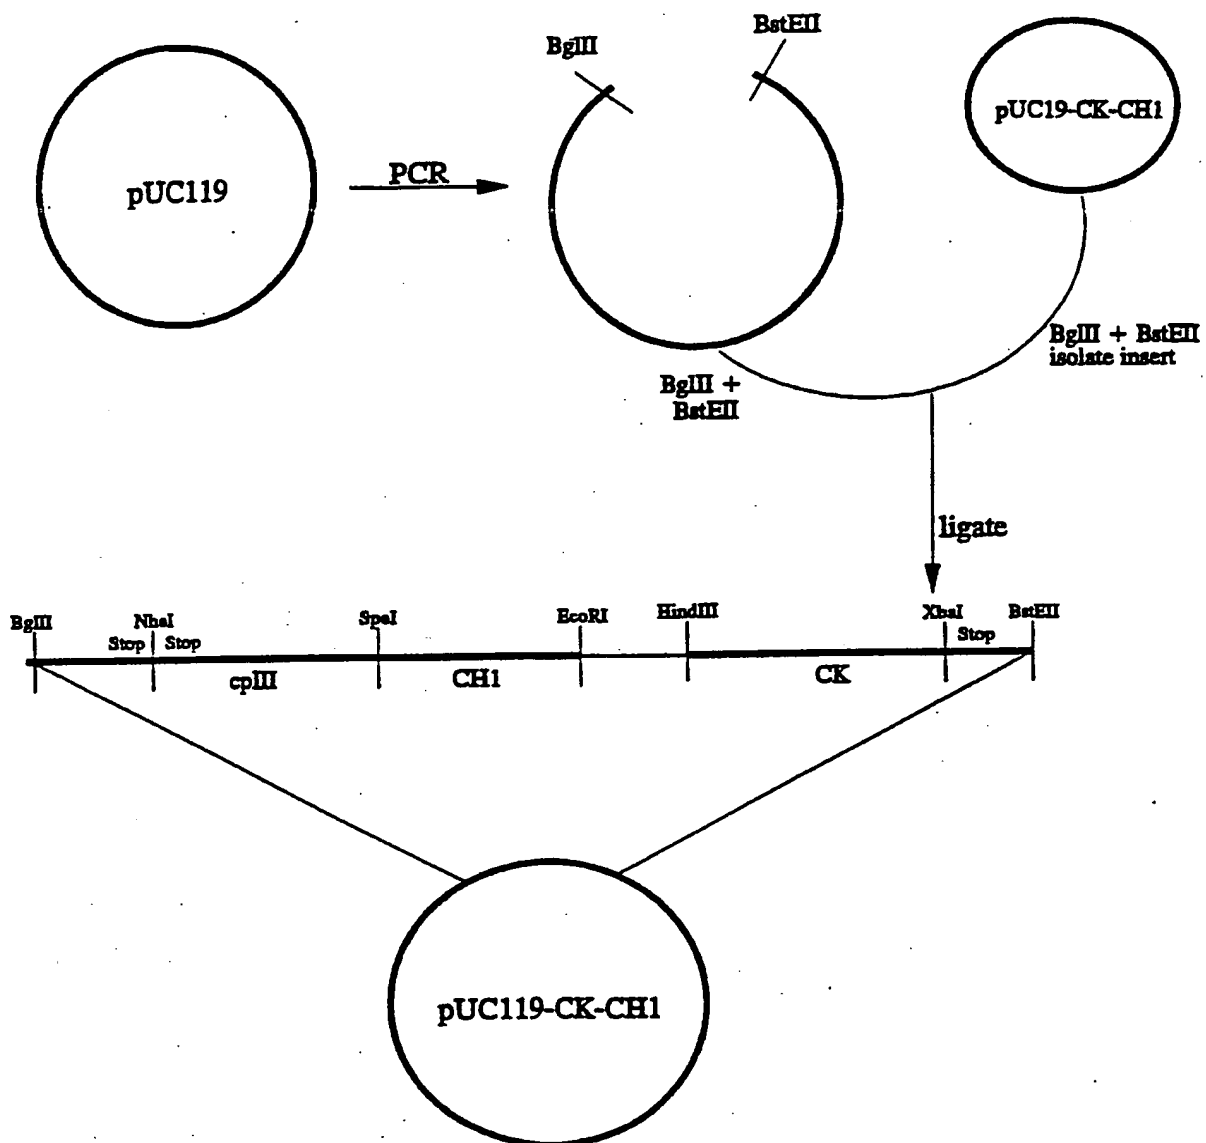 BglII
BstEII
pUC119
PCR
pUC19-CK-CH1
BglII + BstEII
isolate insert
BglII +
BstEII
ligate
BglII
NheI
SpeI
EcoRI
HindIII
XbaI
BstEII
Stop
Stop
Stop
cpIII
CH1
CK
pUC119-CK-CH1